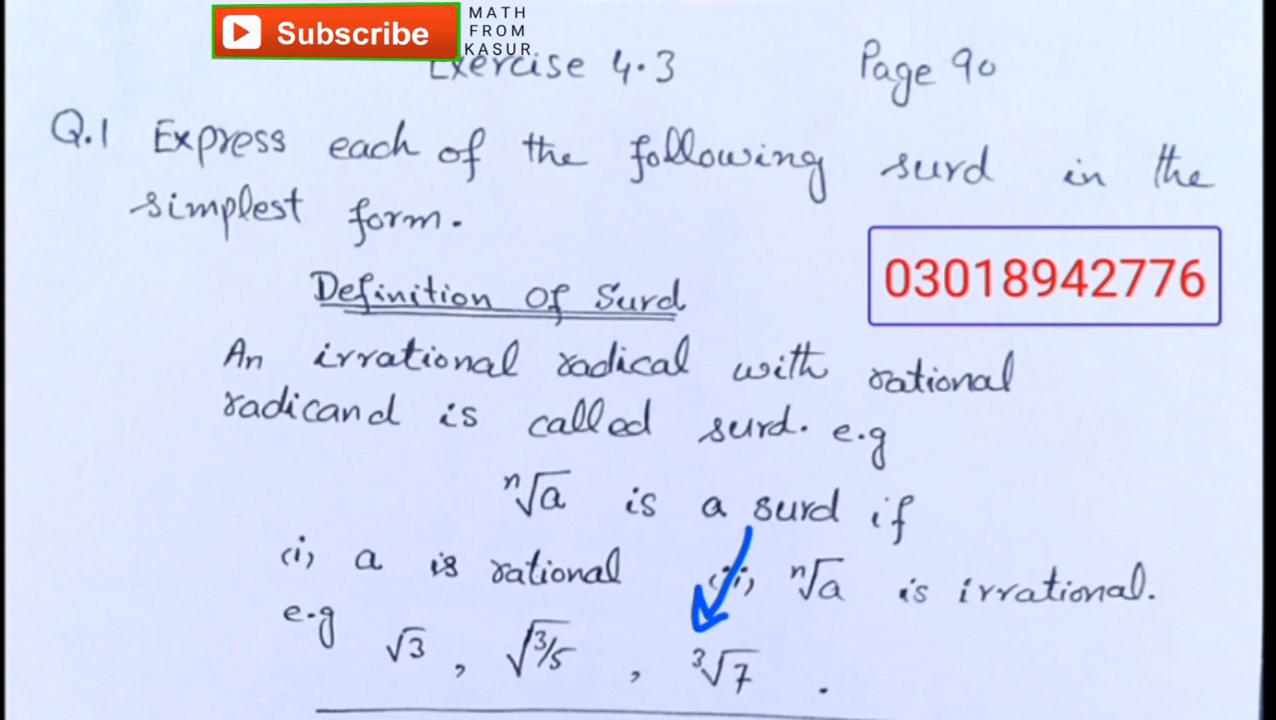 Subscribe
MATH
FROM
KASUR
Exercise 4.3 Page 90
Q.1 Express each of the following surd in the
simplest form.
03018942776
Definition Of Surd
An irrational radical with rational
radicand is called surd. e.g
ⁿ√a is a surd if
(i) a is rational (ii) ⁿ√a is irrational.
e.g √3 , √3/5 , ³√7 .